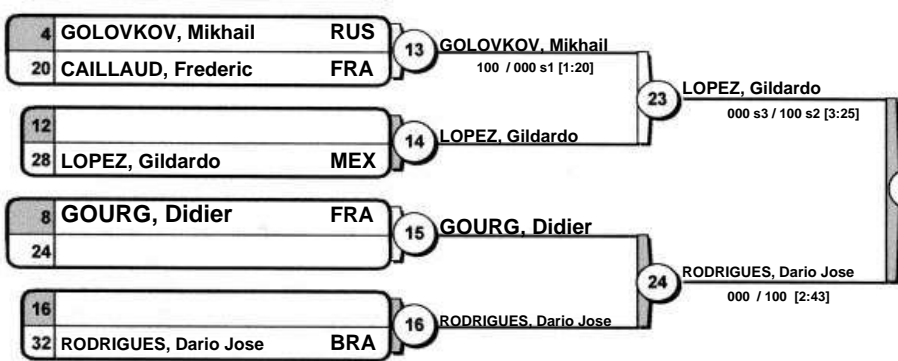 4 GOLOVKOV, Mikhail RUS
20 CAILLAUD, Frederic FRA
13
GOLOVKOV, Mikhail
100 / 000 s1 [1:20]
12
28 LOPEZ, Gildardo MEX
14
LOPEZ, Gildardo
23
LOPEZ, Gildardo
000 s3 / 100 s2 [3:25]
8 GOURG, Didier FRA
24
15
GOURG, Didier
16
32 RODRIGUES, Dario Jose BRA
16
RODRIGUES, Dario Jose
24
RODRIGUES, Dario Jose
000 / 100 [2:43]